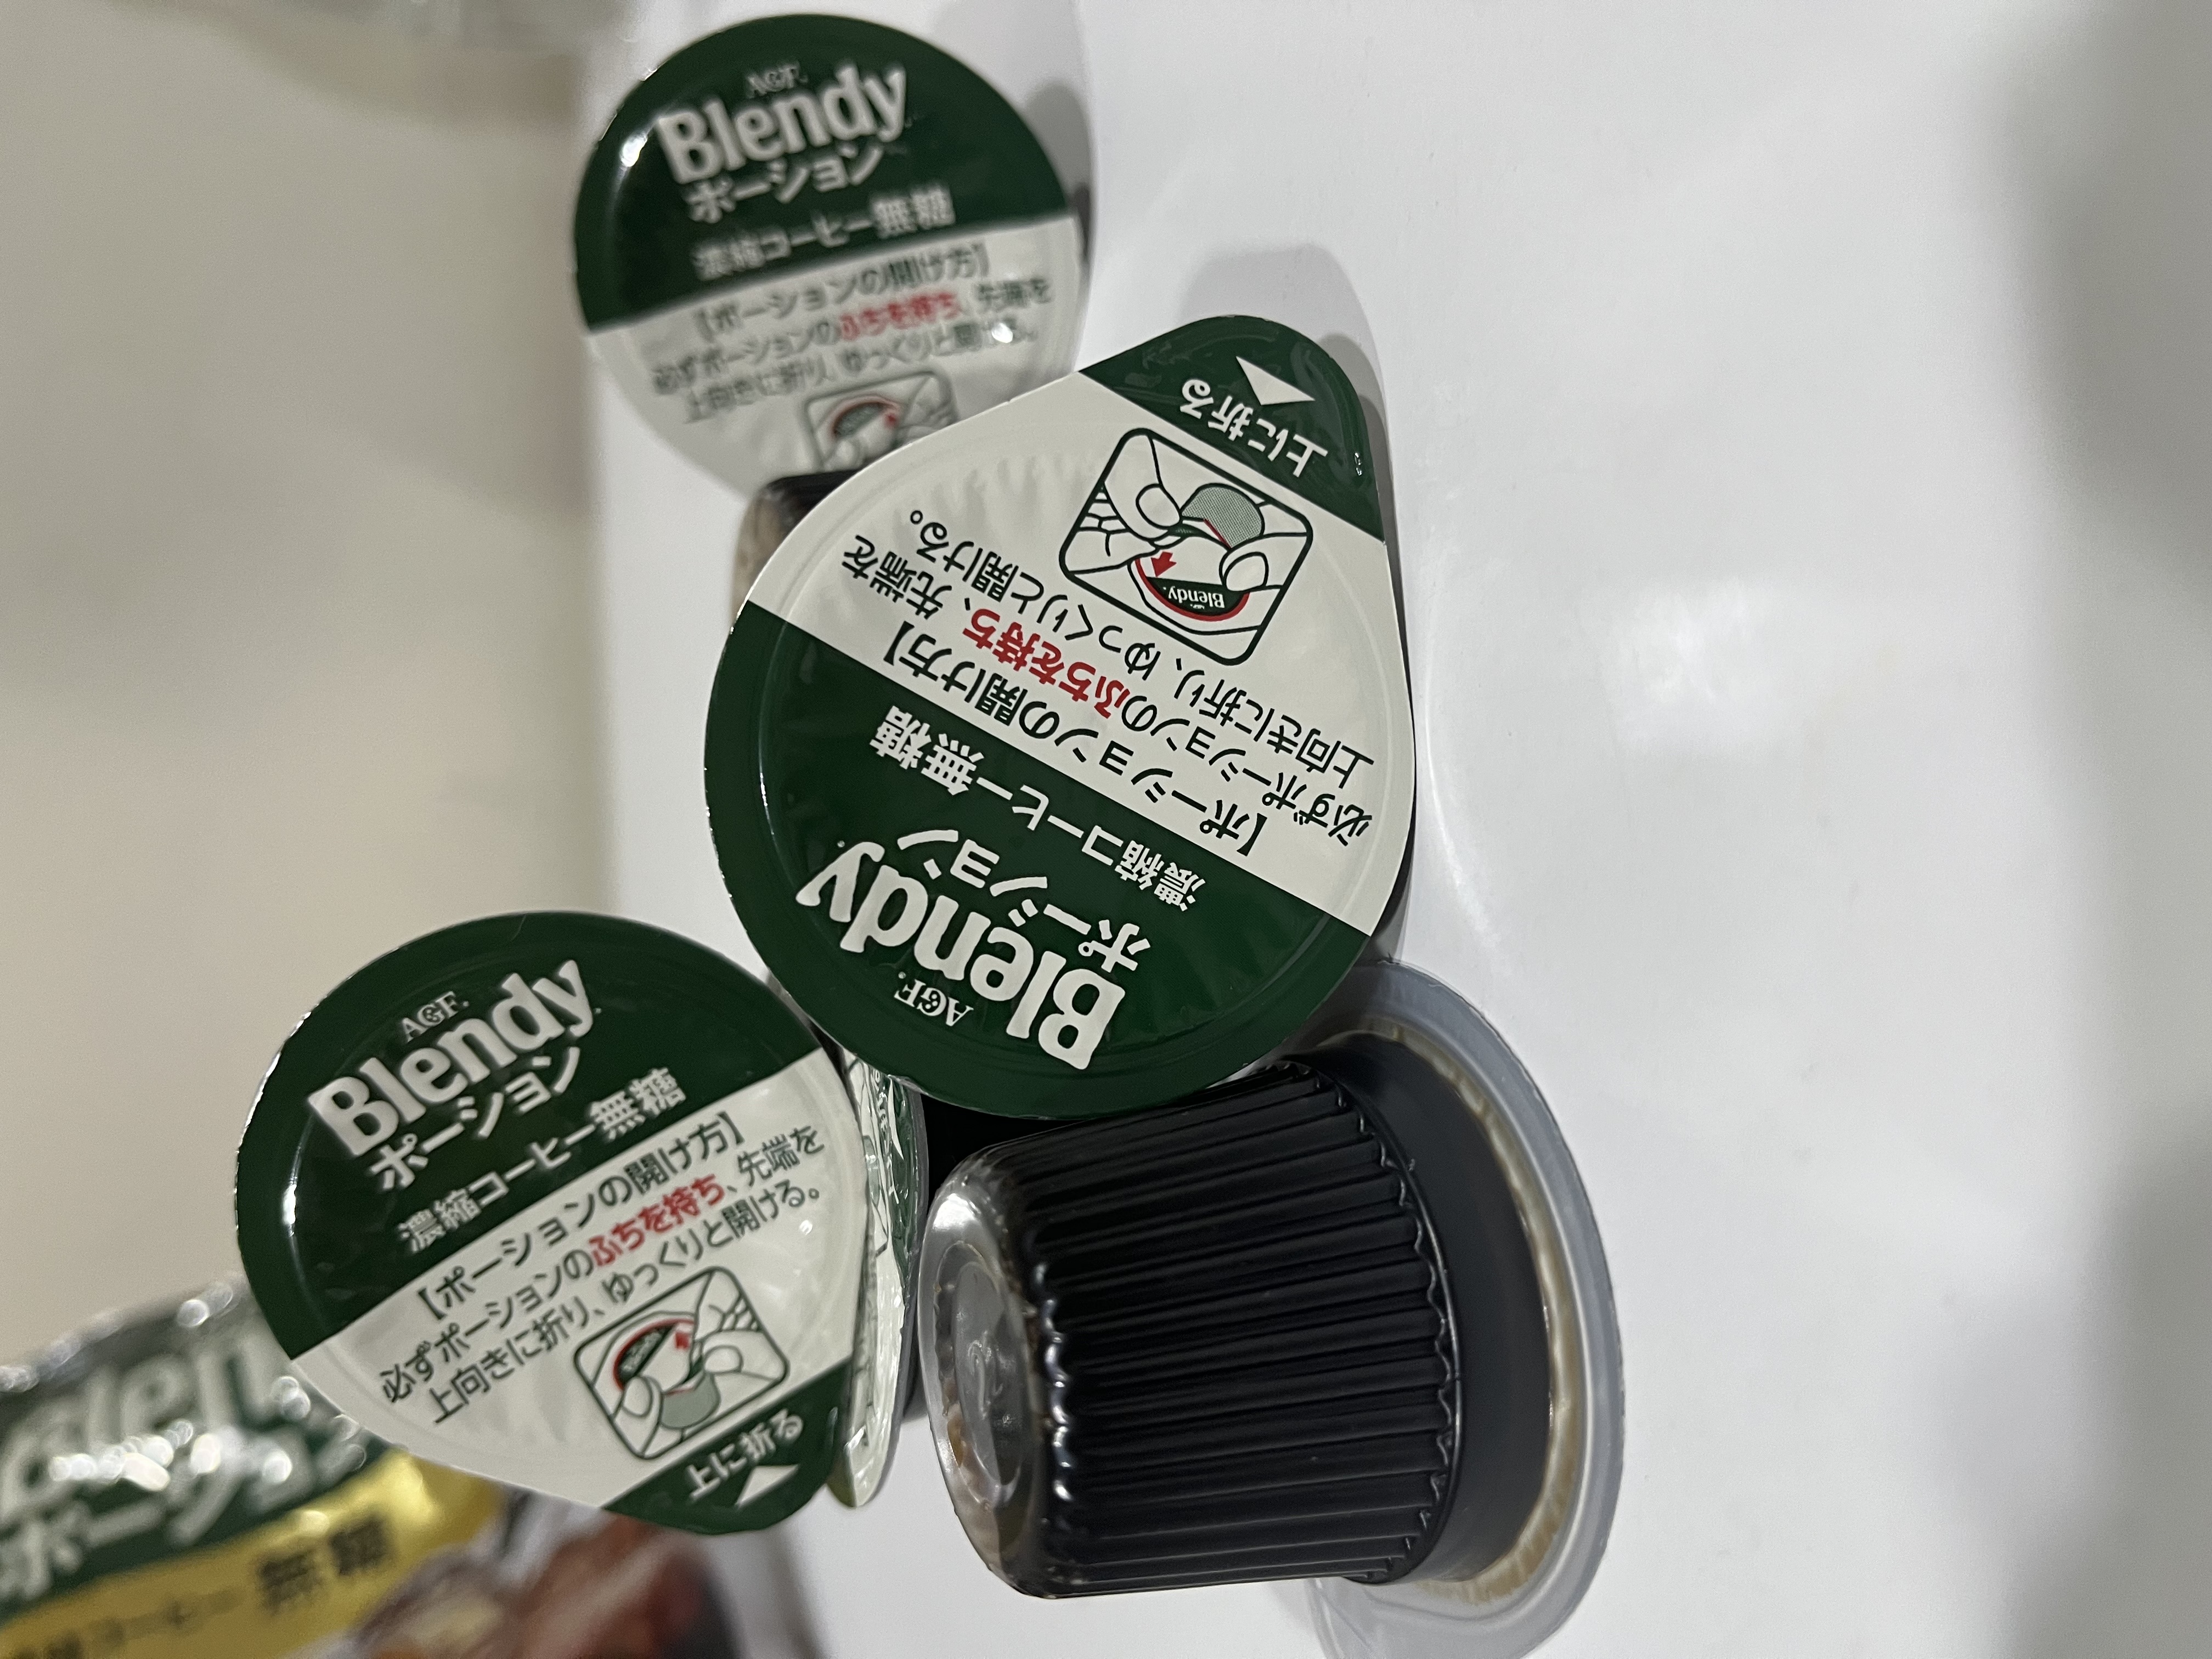 AGF
Blendy
ポーション
濃縮コーヒー無糖
【ポーションの開け方】
必ずポーションのふちを持ち、先端を
上向きに折り、ゆっくりと開ける。
AGF.
Blendy.
ポーション
濃縮コーヒー無糖
【ポーションの開け方】
必ずポーションのふちを持ち、先端を
上向きに折り、ゆっくりと開ける。
Blendy.
上に折る
AGF.
Blendy.
ポーション
濃縮コーヒー無糖
【ポーションの開け方】
必ずポーションのふちを持ち、先端を
上向きに折り、ゆっくりと開ける。
上に折る
Blen
ポーション
濃縮コーヒー 無糖